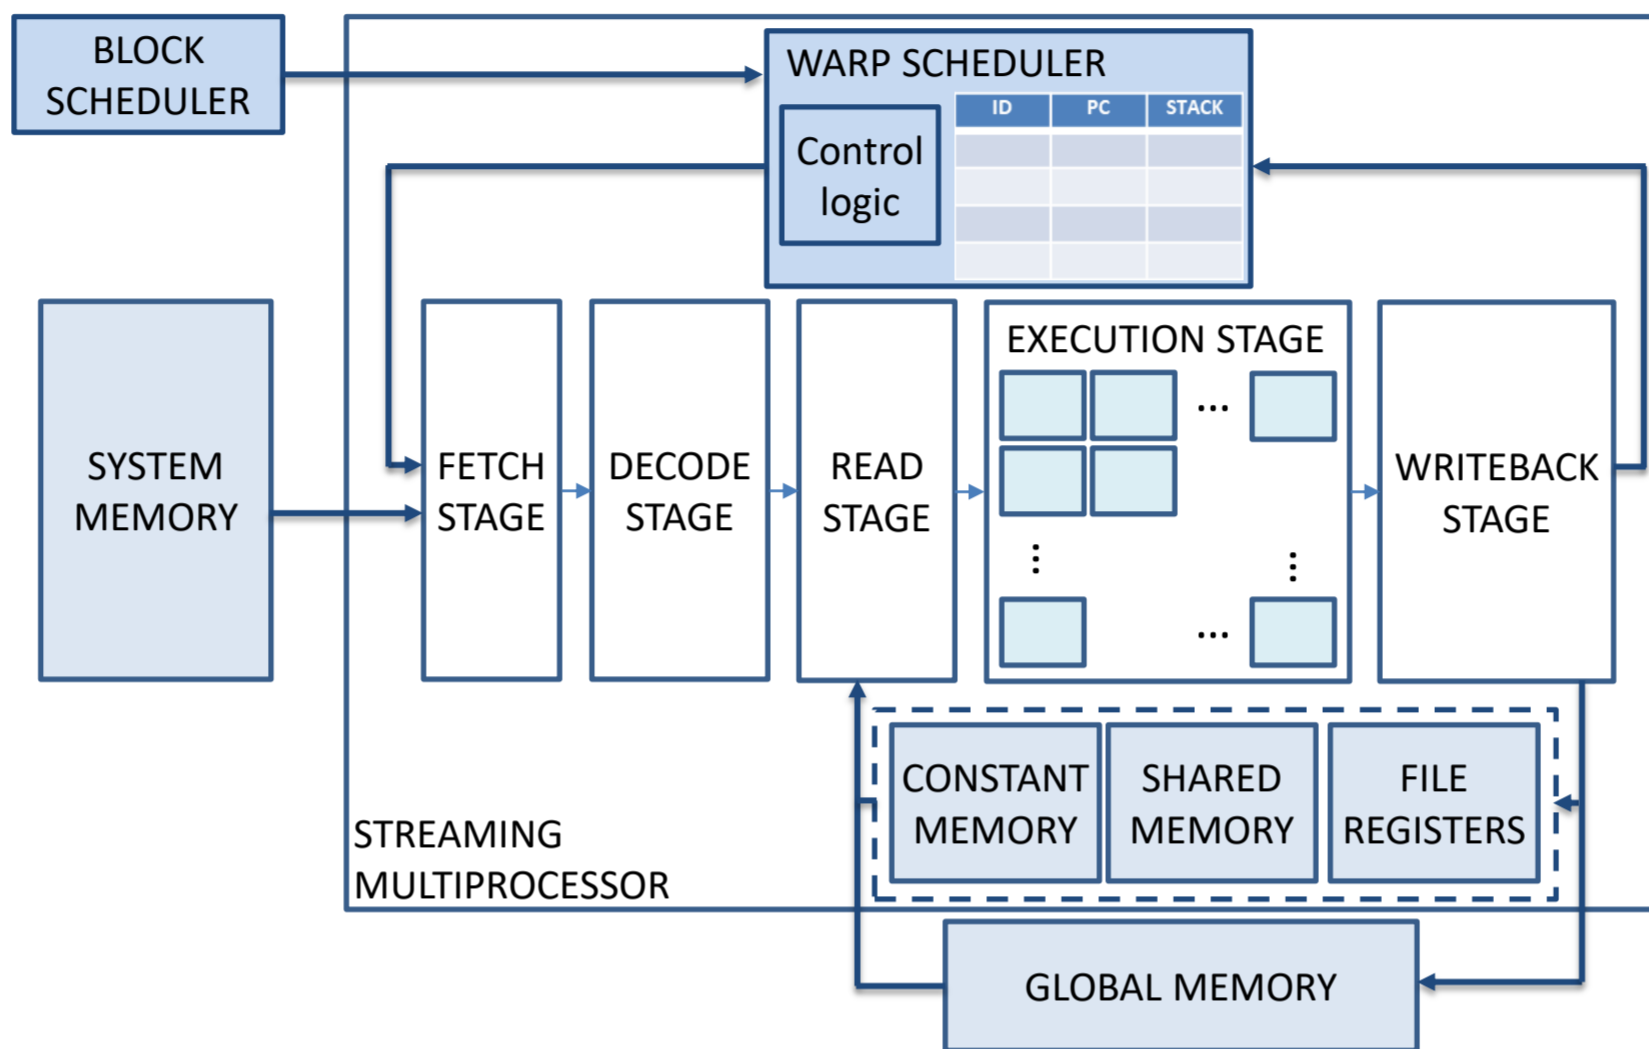 BLOCK
SCHEDULER
WARP SCHEDULER
ID PC STACK
Control
logic
SYSTEM
MEMORY
FETCH
STAGE
DECODE
STAGE
READ
STAGE
EXECUTION STAGE
... 
⋮ ⋮
...
WRITEBACK
STAGE
CONSTANT
MEMORY
SHARED
MEMORY
FILE
REGISTERS
STREAMING
MULTIPROCESSOR
GLOBAL MEMORY